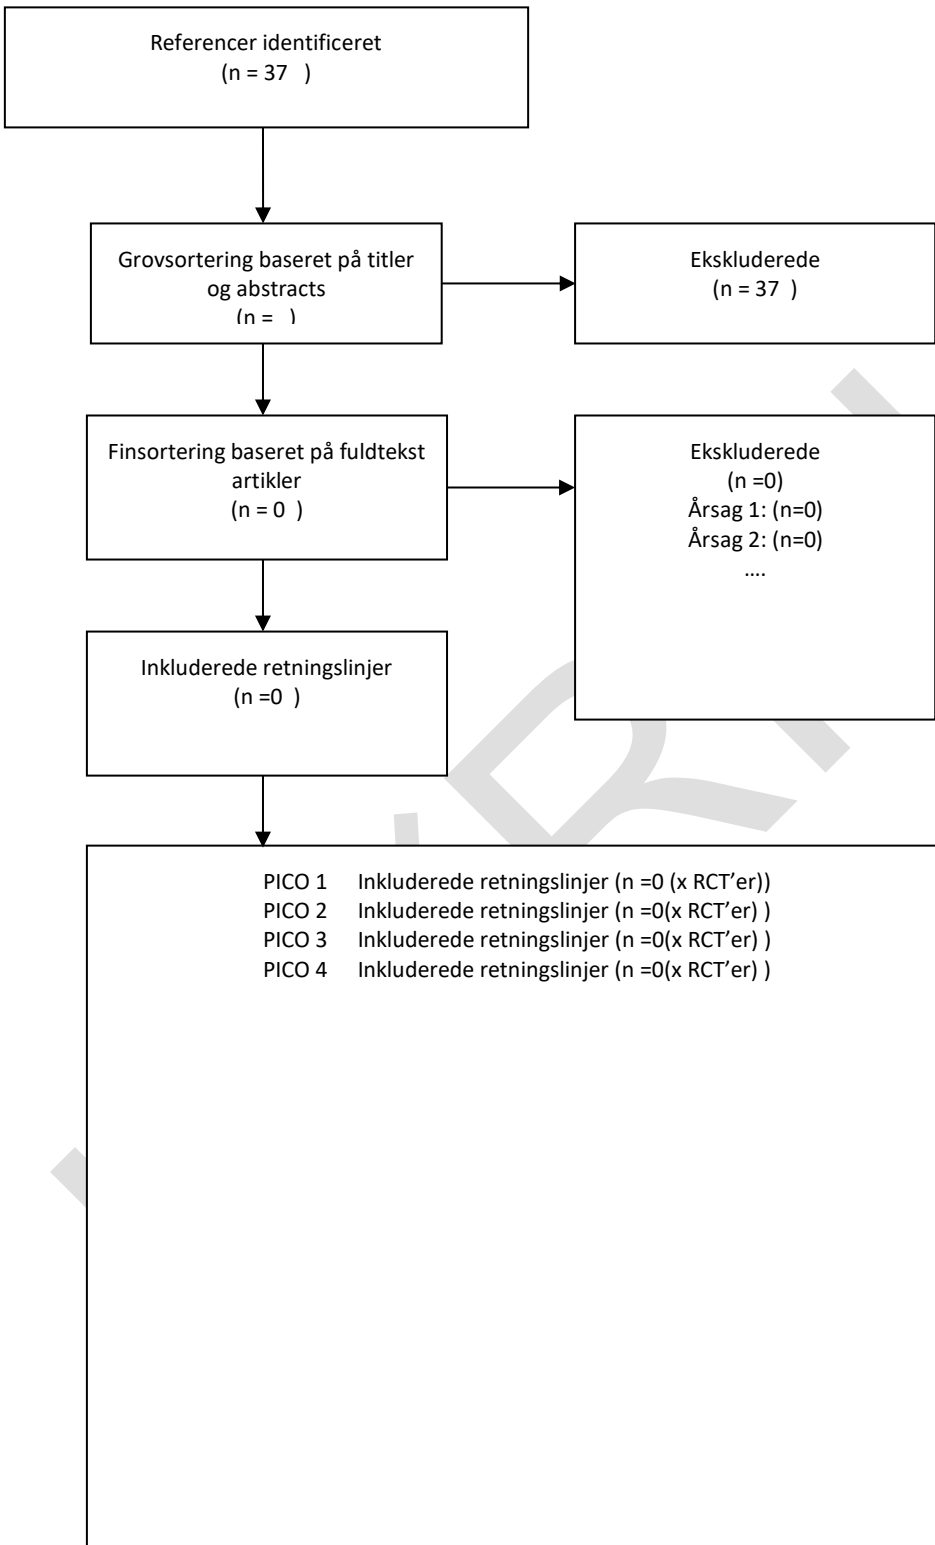 Referencer identificeret
(n = 37   )
Grovsortering baseret på titler
og abstracts
(n =   )
Ekskluderede
(n = 37  )
Finsortering baseret på fuldtekst
artikler
(n = 0  )
Ekskluderede
(n =0)
Årsag 1: (n=0)
Årsag 2: (n=0)
….
Inkluderede retningslinjer
(n =0  )
PICO 1    Inkluderede retningslinjer (n =0 (x RCT’er))
PICO 2    Inkluderede retningslinjer (n =0(x RCT’er) )
PICO 3    Inkluderede retningslinjer (n =0(x RCT’er) )
PICO 4    Inkluderede retningslinjer (n =0(x RCT’er) )